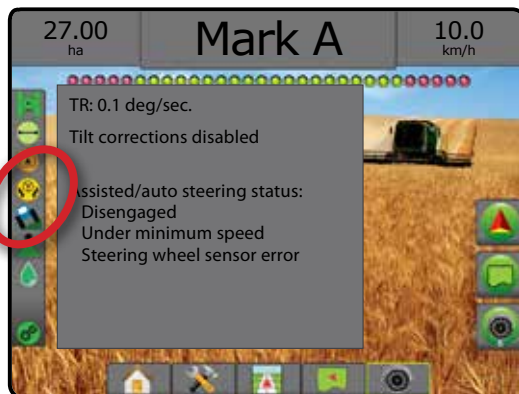 27.00
ha
Mark A
10.0
km/h
TR: 0.1 deg/sec.
Tilt corrections disabled
Assisted/auto steering status:
Disengaged
Under minimum speed
Steering wheel sensor error